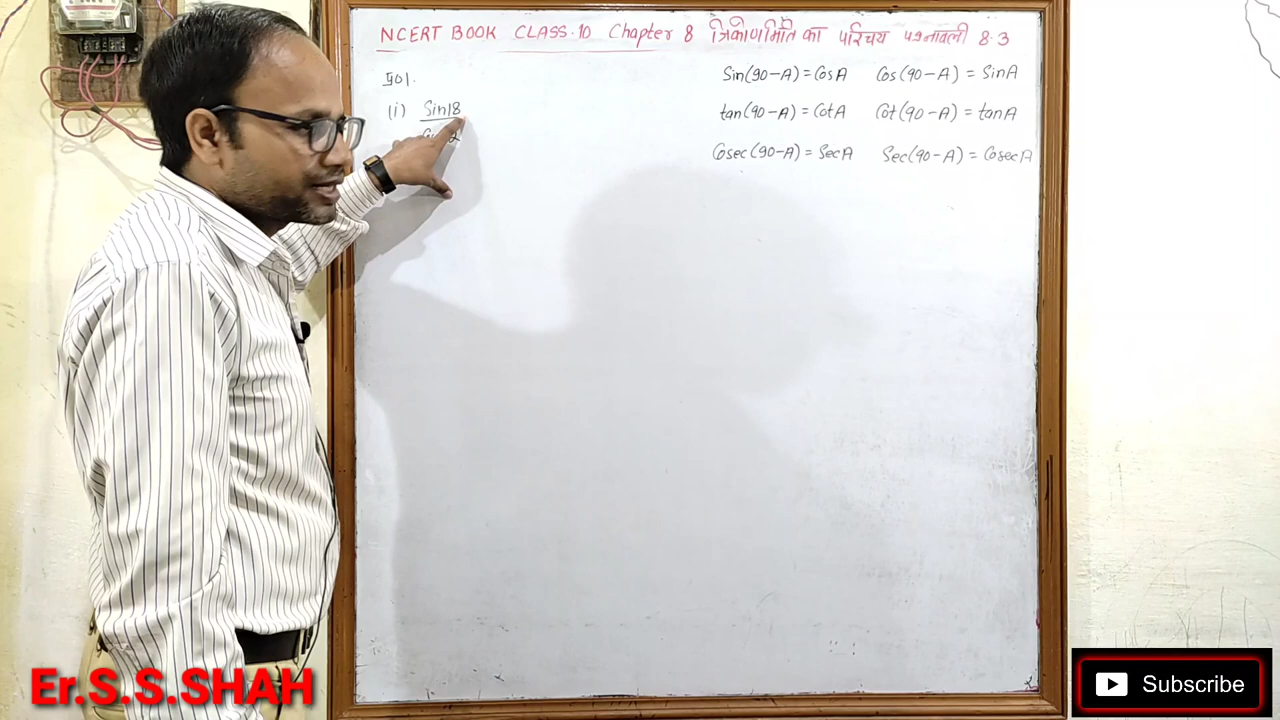 NCERT BOOK CLASS.10 Chapter 8 त्रिकोणमिति का परिचय प्रश्नावली 8.3
प्र01.
(i) Sin18
Sin(90-A) = CosA Cos(90-A) = SinA
tan(90-A) = CotA Cot(90-A) = tanA
Cosec(90-A) = SecA Sec(90-A) = CosecA
Er.S.S.SHAH
Subscribe